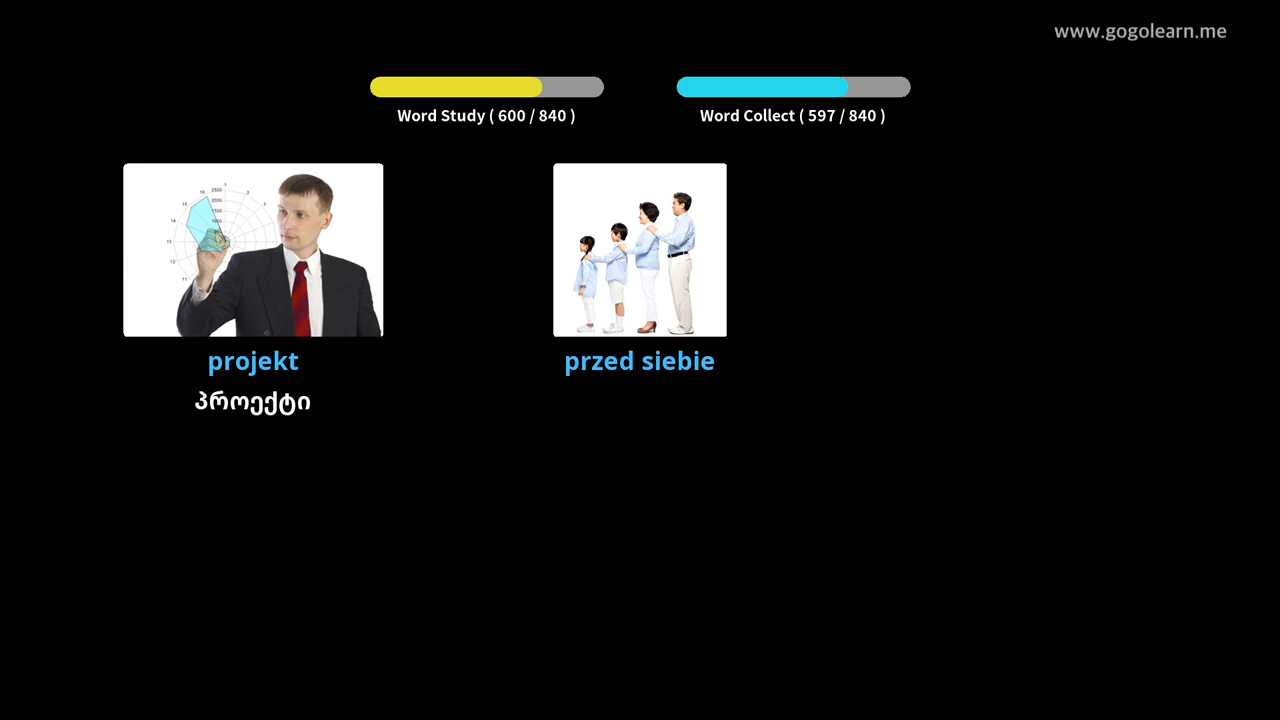 www.gogolearn.me
Word Study ( 600 / 840 )
Word Collect ( 597 / 840 )
projekt
przed siebie
პროექტი